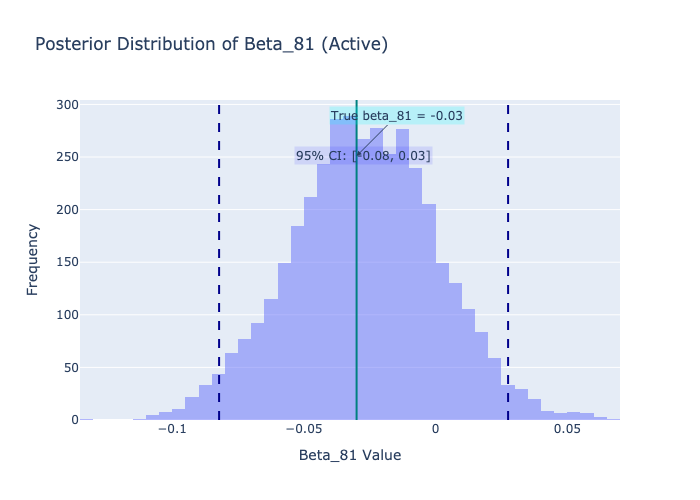 Posterior Distribution of Beta_81 (Active)
300
True beta_81 = -0.03
250
95% CI: [-0.08, 0.03]
200
150
100
50
0
Frequency
−0.1
−0.05
0
0.05
Beta_81 Value